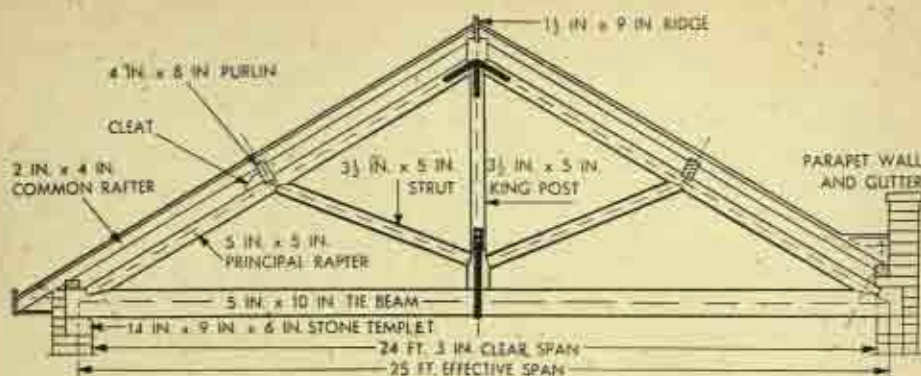 1½ IN × 9 IN. RIDGE
4 IN. × 8 IN PURLIN
CLEAT
2 IN. × 4 IN.
COMMON RAFTER
3½ IN. × 5 IN.
STRUT
3½ IN. × 5 IN.
KING POST
PARAPET WALL
AND GUTTER
5 IN. × 5 IN.
PRINCIPAL RAFTER
5 IN. × 10 IN. TIE BEAM
14 IN. × 9 IN. × 6 IN. STONE TEMPLET
24 FT. 3 IN. CLEAR SPAN
25 FT. EFFECTIVE SPAN